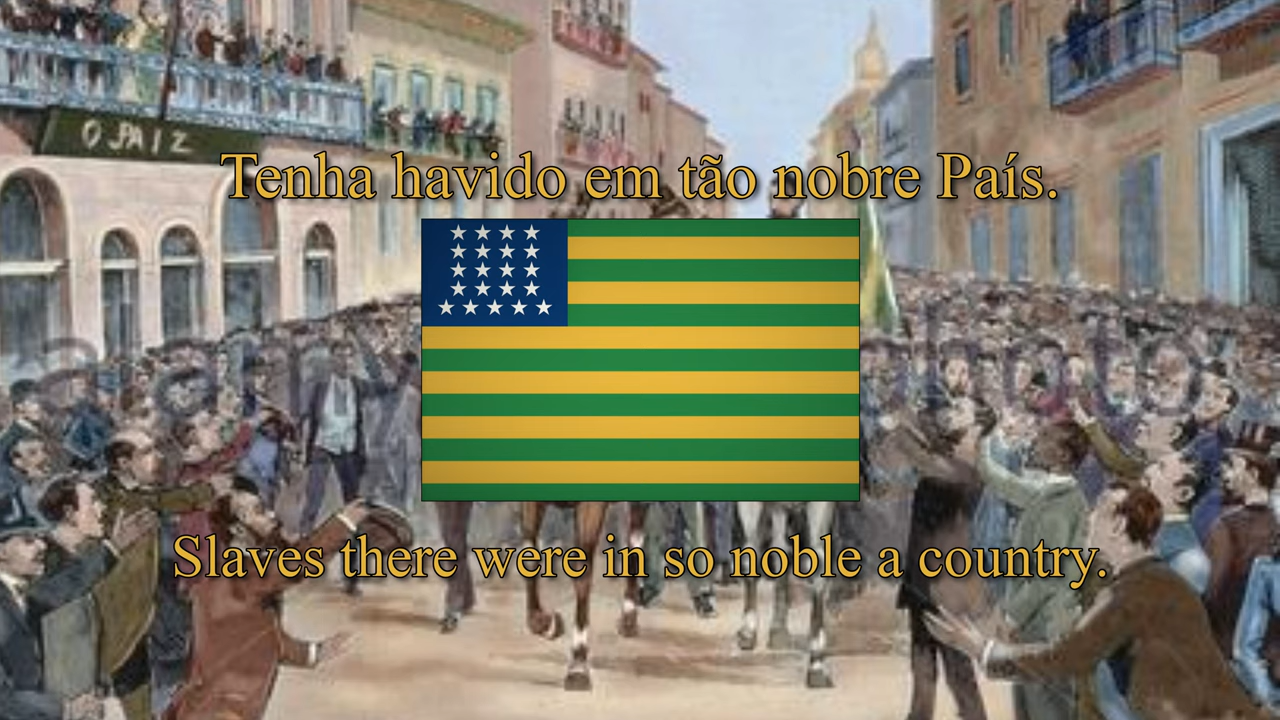 O PAIZ
Tenha havido em tão nobre País.
Slaves there were in so noble a country.